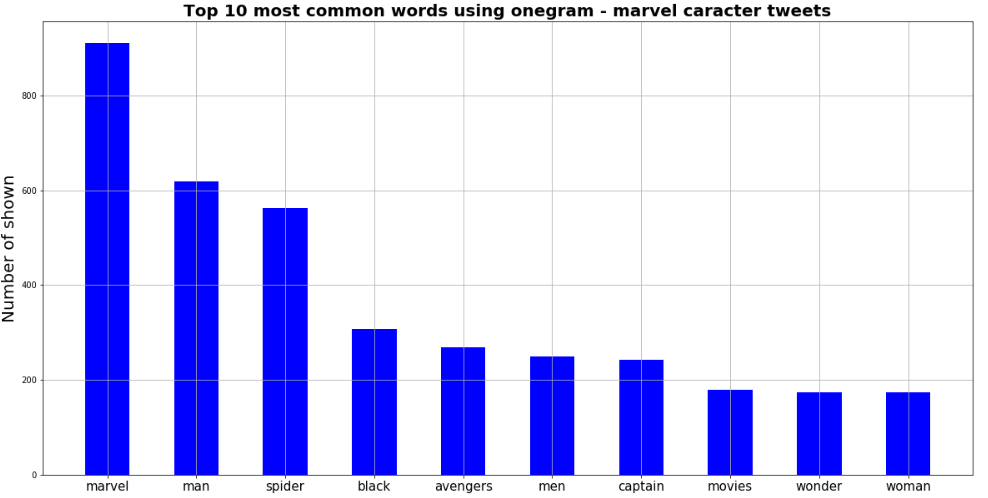 Top 10 most common words using onegram - marvel caracter tweets
Number of shown
800
600
400
200
0
marvel man spider black avengers men captain movies wonder woman